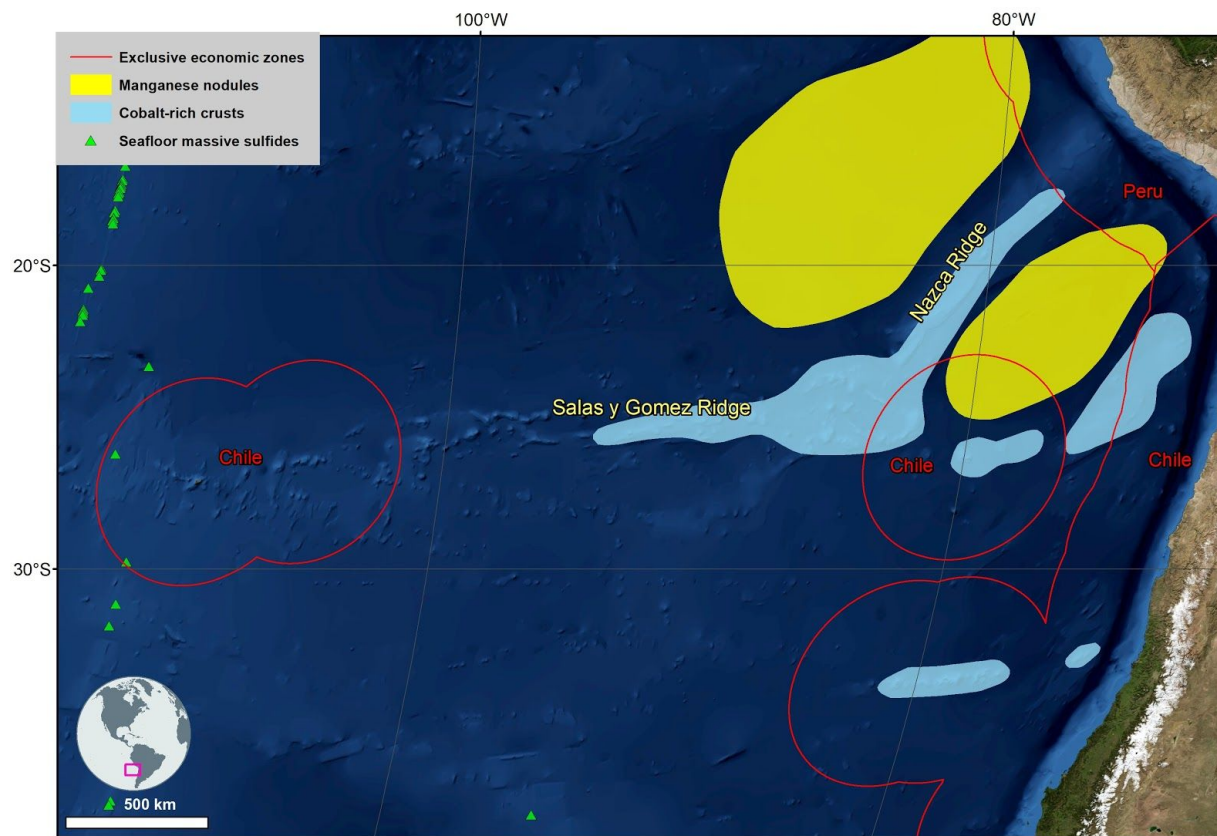 100°W
80°W
Exclusive economic zones
Manganese nodules
Cobalt-rich crusts
Seafloor massive sulfides
Peru
20°S
Nazca Ridge
Salas y Gomez Ridge
Chile
Chile
Chile
30°S
500 km